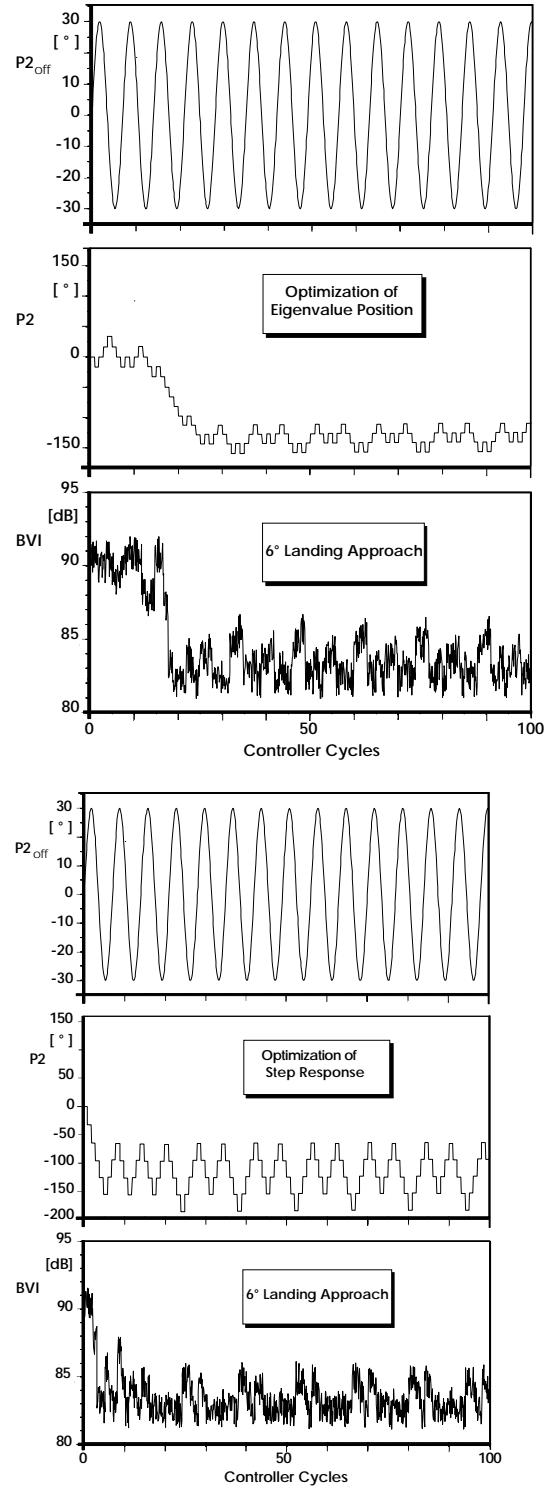 30
[ ° ]
P2off
20
10
0
-10
-20
-30
150
[ ° ]
P2
0
-150
Optimization of
Eigenvalue Position
95
[dB]
BVI
90
85
80
6° Landing Approach
0 50 100
Controller Cycles
30
[ ° ]
P2off
20
10
0
-10
-20
-30
150
P2
[ ° ]
50
0
-50
-100
-150
-200
Optimization of
Step Response
95
[dB]
BVI
90
85
80
6° Landing Approach
0 50 100
Controller Cycles